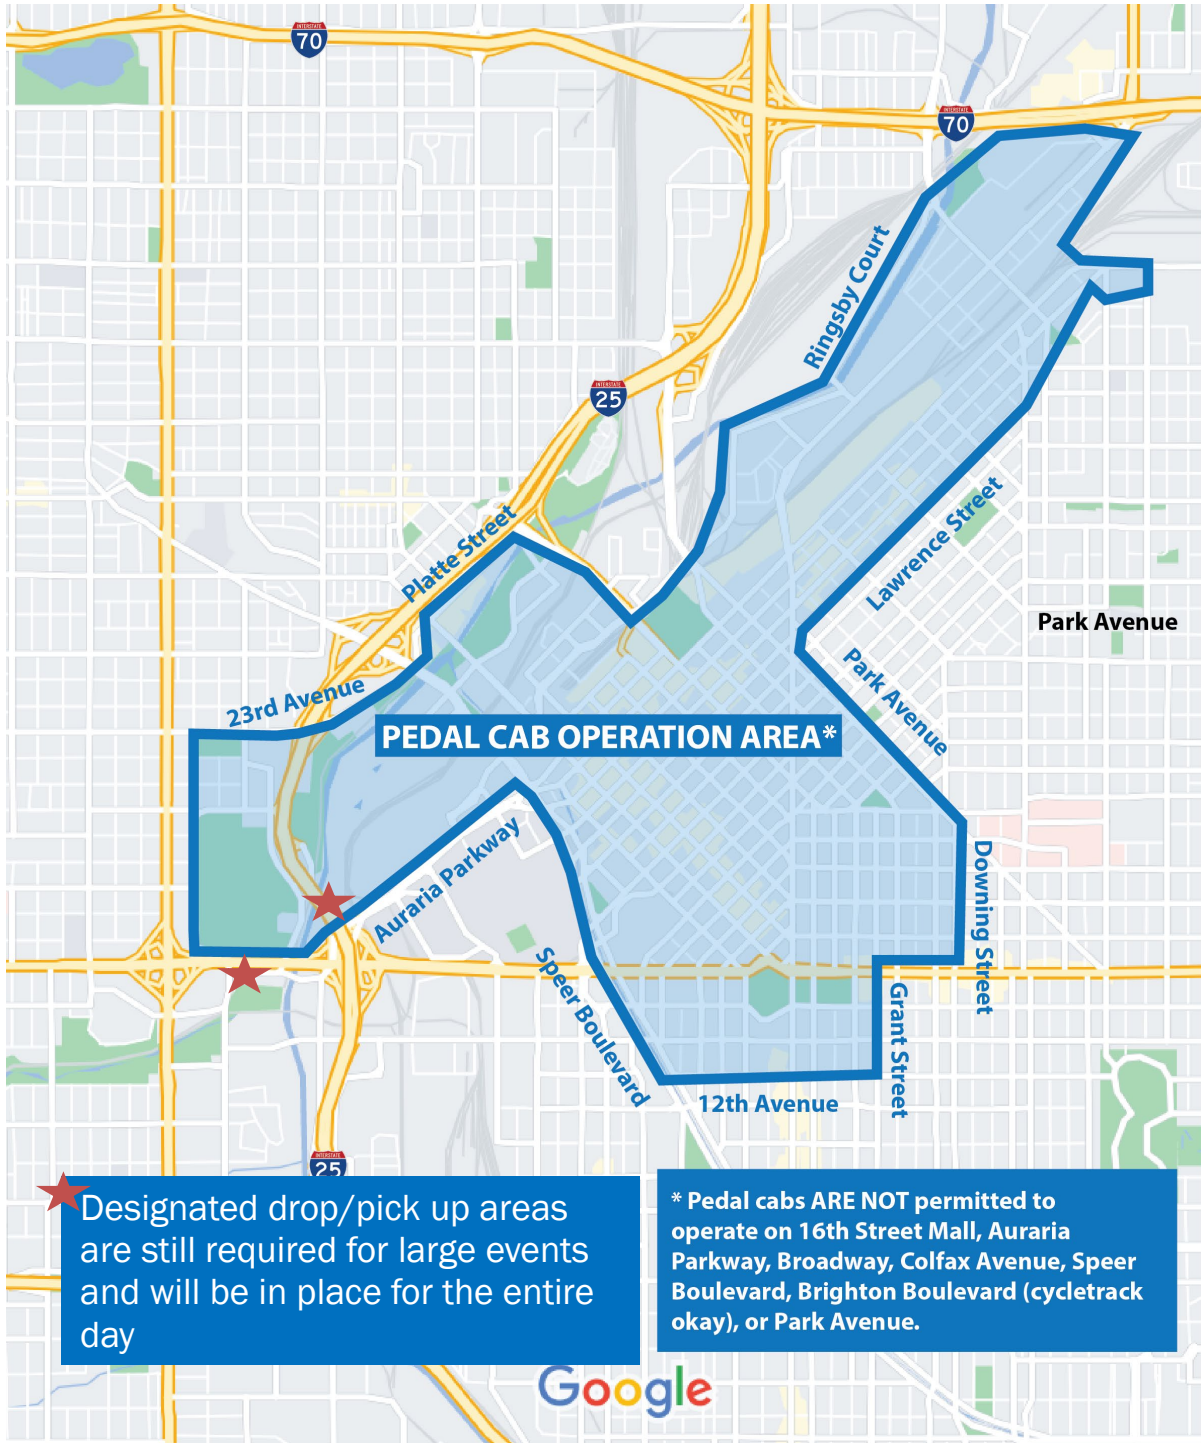 INTERSTATE
70
INTERSTATE
70
Ringsby Court
INTERSTATE
25
Platte Street
Lawrence Street
Park Avenue
Park Avenue
23rd Avenue
PEDAL CAB OPERATION AREA*
Auraria Parkway
Downing Street
Speer Boulevard
Grant Street
12th Avenue
INTERSTATE
25
Designated drop/pick up areas
are still required for large events
and will be in place for the entire
day
* Pedal cabs ARE NOT permitted to
operate on 16th Street Mall, Auraria
Parkway, Broadway, Colfax Avenue, Speer
Boulevard, Brighton Boulevard (cycletrack
okay), or Park Avenue.
Google